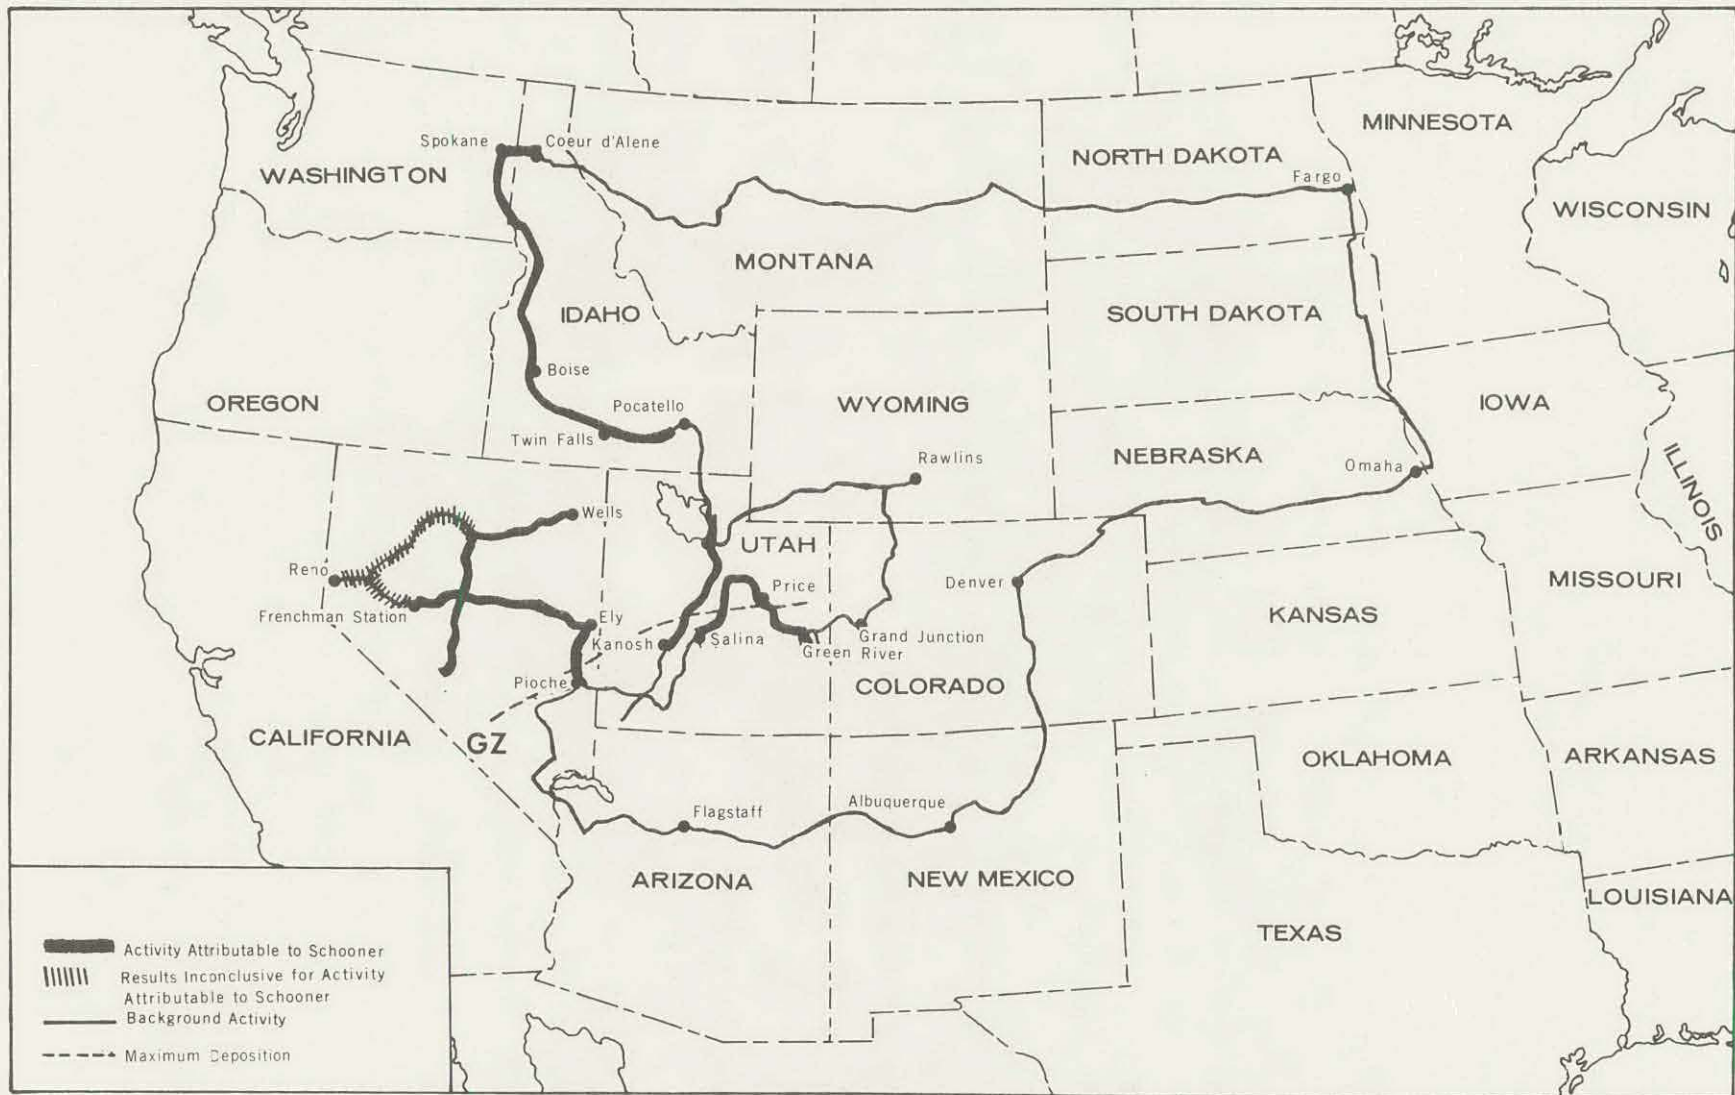 MINNESOTA
Spokane
Coeur d'Alene
NORTH DAKOTA
WASHINGTON
Fargo
WISCONSIN
MONTANA
IDAHO
SOUTH DAKOTA
Boise
OREGON
Pocatello
WYOMING
IOWA
Twin Falls
Rawlins
NEBRASKA
Omaha
ILLINOIS
Wells
UTAH
Reno
Price
Denver
MISSOURI
Frenchman Station
Ely
KANSAS
Kanosh
Salina
Grand Junction
Green River
Pioche
COLORADO
CALIFORNIA
GZ
OKLAHOMA
ARKANSAS
Flagstaff
Albuquerque
ARIZONA
NEW MEXICO
LOUISIANA
TEXAS
Activity Attributable to Schooner
Results Inconclusive for Activity
Attributable to Schooner
Background Activity
Maximum Deposition